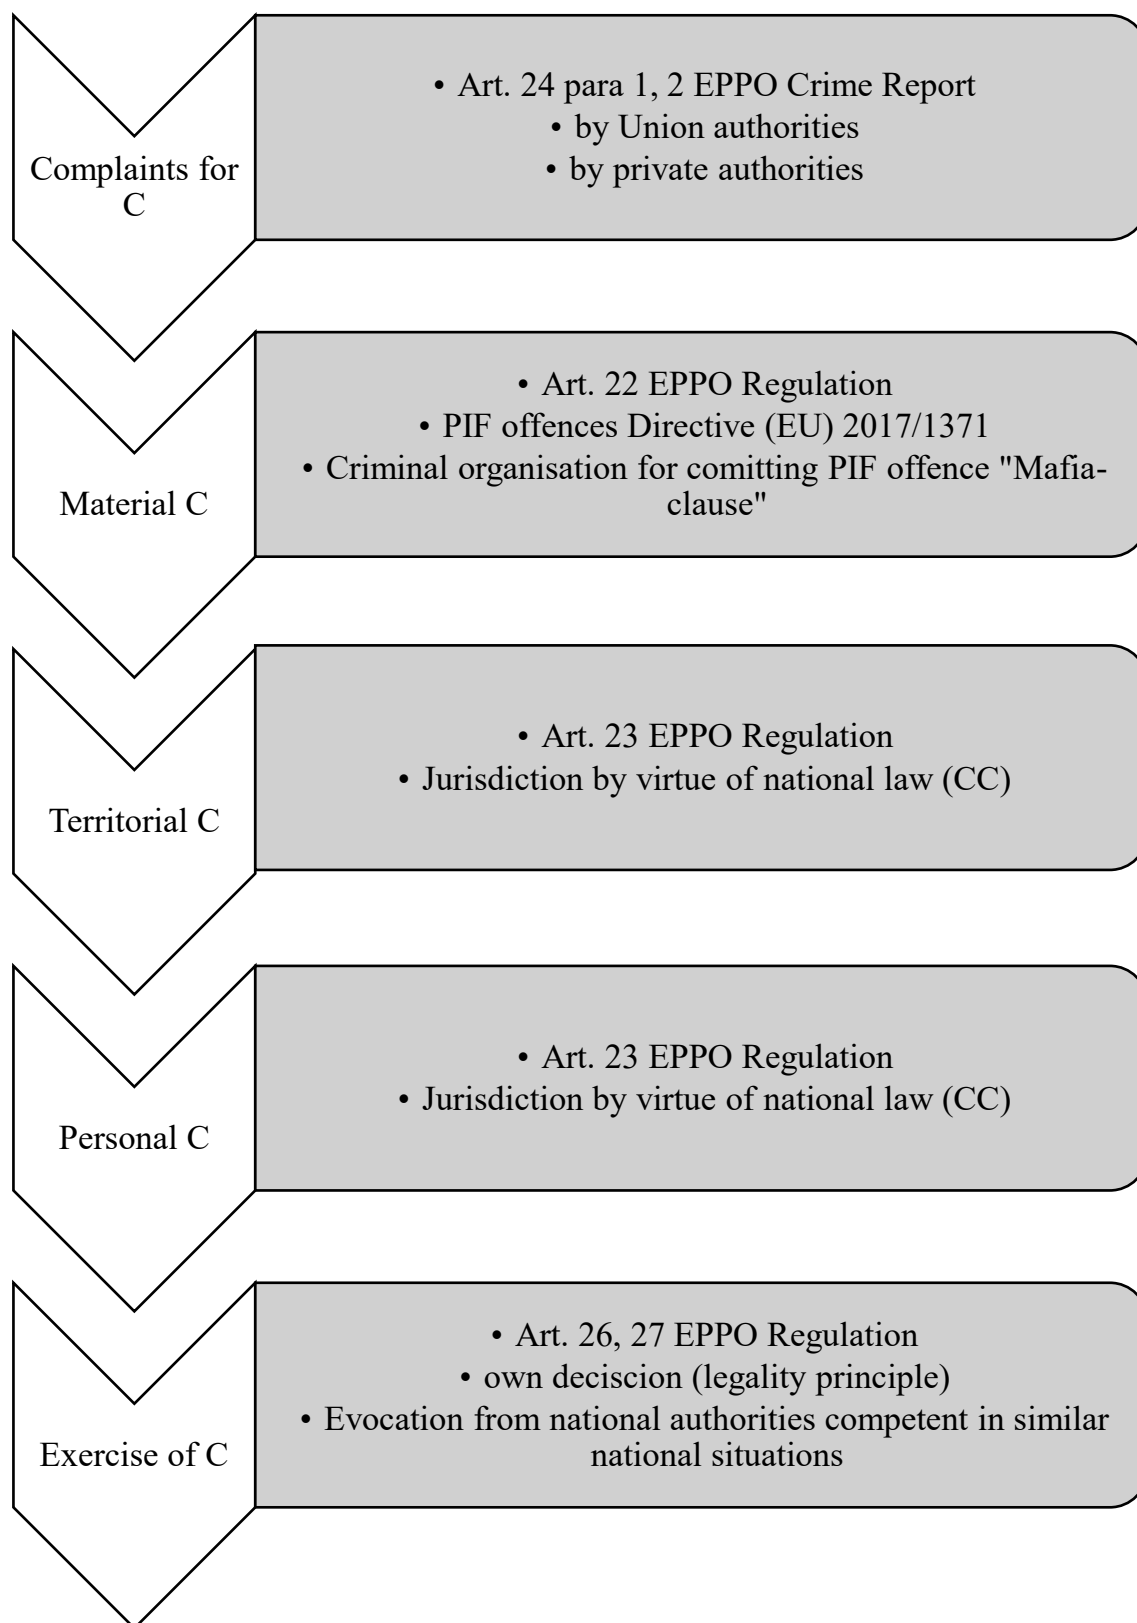 Complaints for
C
• Art. 24 para 1, 2 EPPO Crime Report
• by Union authorities
• by private authorities
Material C
• Art. 22 EPPO Regulation
• PIF offences Directive (EU) 2017/1371
• Criminal organisation for comitting PIF offence "Mafia-
clause"
Territorial C
• Art. 23 EPPO Regulation
• Jurisdiction by virtue of national law (CC)
Personal C
• Art. 23 EPPO Regulation
• Jurisdiction by virtue of national law (CC)
Exercise of C
• Art. 26, 27 EPPO Regulation
• own deciscion (legality principle)
• Evocation from national authorities competent in similar
national situations